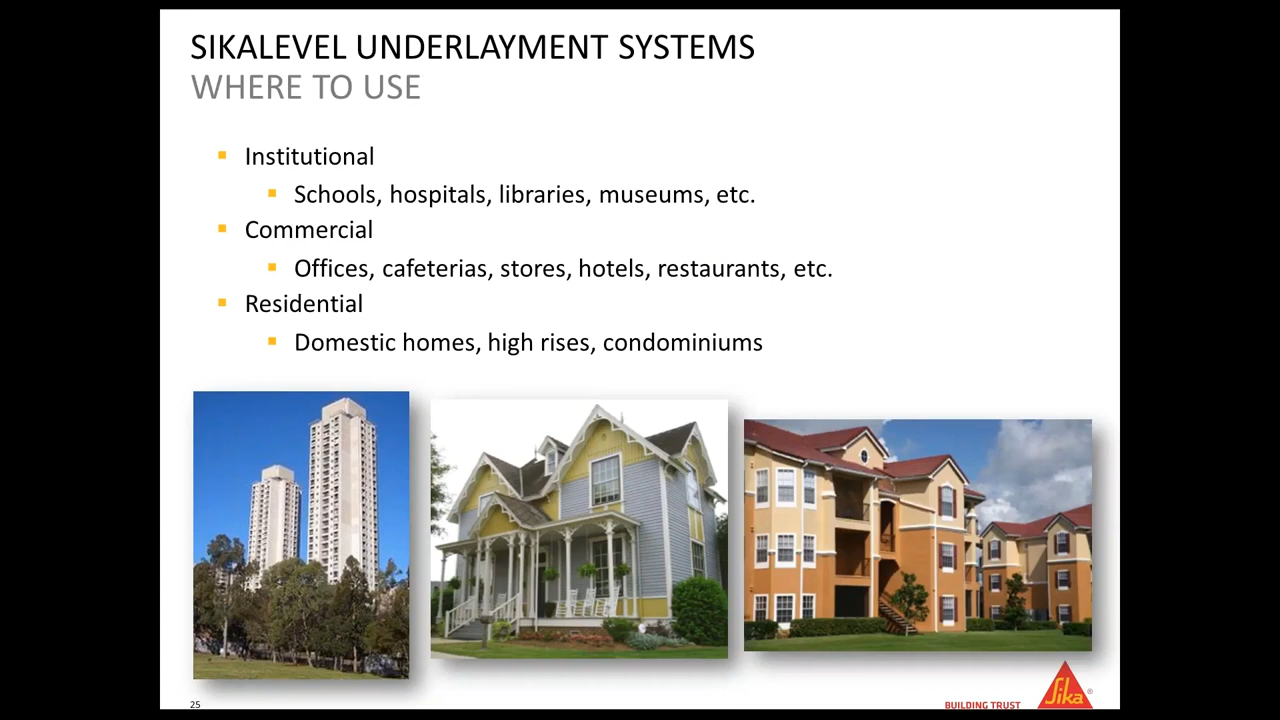 SIKALEVEL UNDERLAYMENT SYSTEMS
WHERE TO USE
Institutional
Schools, hospitals, libraries, museums, etc.
Commercial
Offices, cafeterias, stores, hotels, restaurants, etc.
Residential
Domestic homes, high rises, condominiums
25
BUILDING TRUST
Sika®